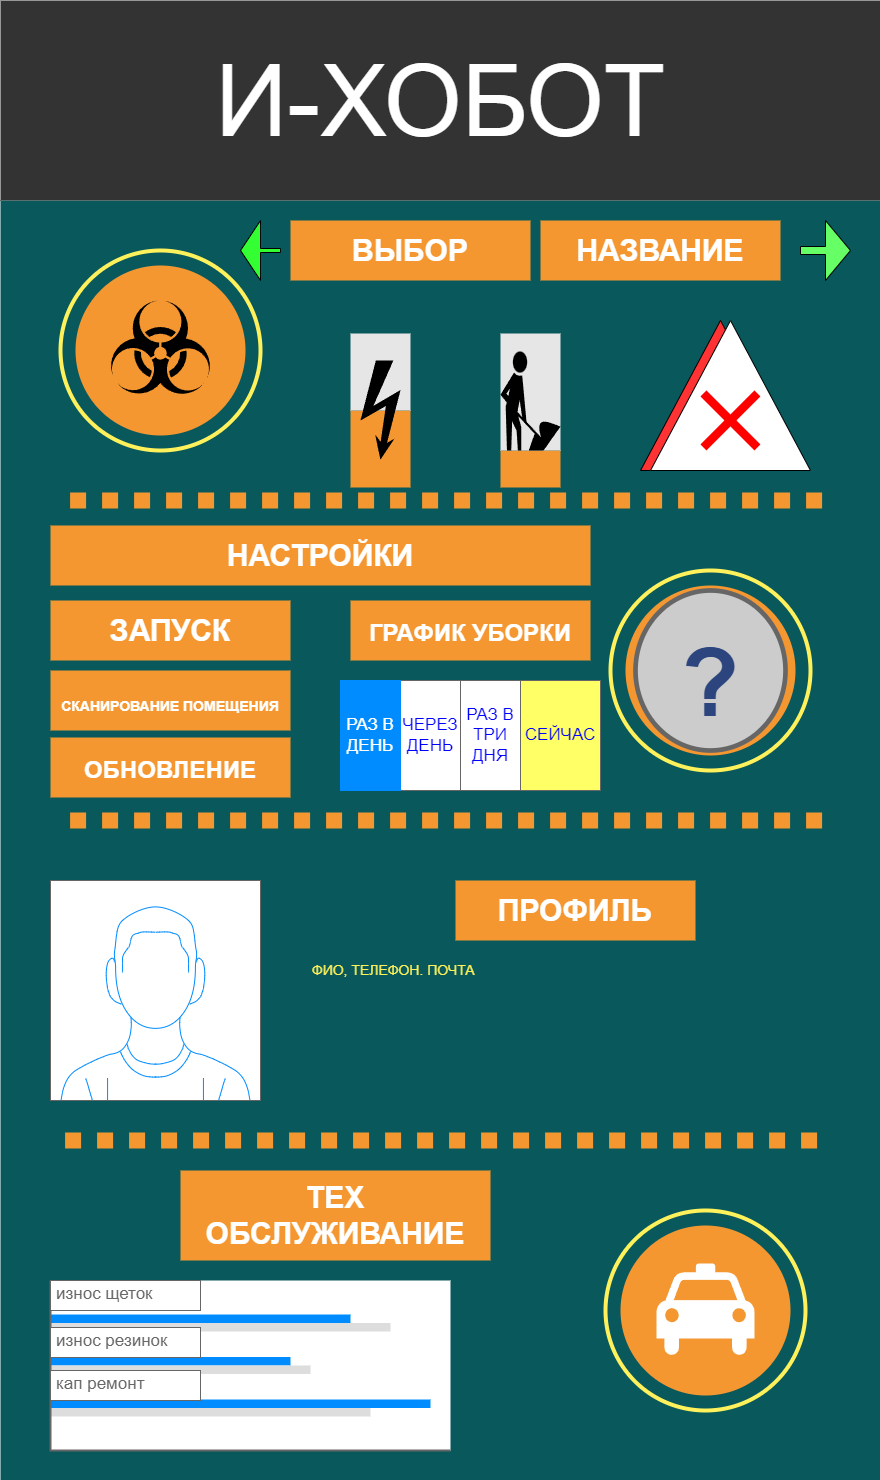 И-ХОБОТ
ВЫБОР
НАЗВАНИЕ
НАСТРОЙКИ
ЗАПУСК
ГРАФИК УБОРКИ
СКАНИРОВАНИЕ ПОМЕЩЕНИЯ
ОБНОВЛЕНИЕ
РАЗ В
ДЕНЬ
ЧЕРЕЗ
ДЕНЬ
РАЗ В
ТРИ
ДНЯ
СЕЙЧАС
?
ПРОФИЛЬ
ФИО, ТЕЛЕФОН. ПОЧТА
ТЕХ
ОБСЛУЖИВАНИЕ
износ щеток
износ резинок
кап ремонт